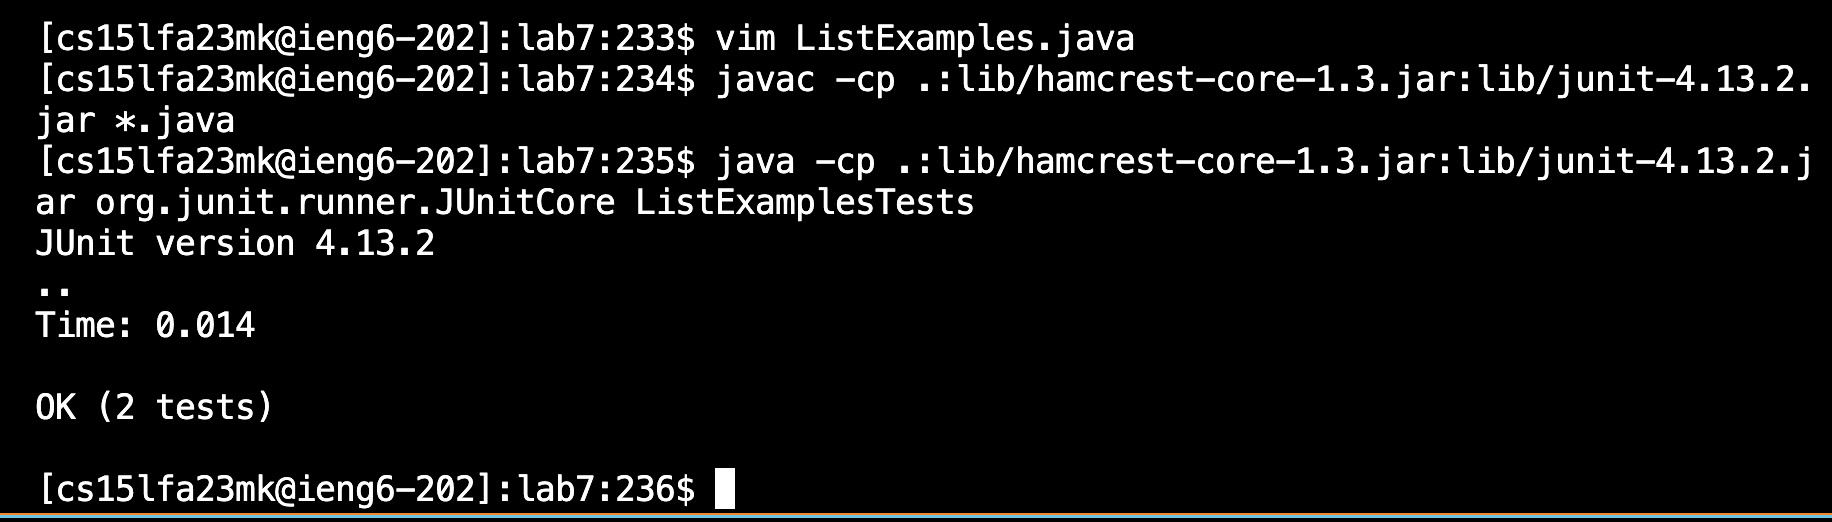 [cs15lfa23mk@ieng6-202]:lab7:233$ vim ListExamples.java
[cs15lfa23mk@ieng6-202]:lab7:234$ javac -cp .:lib/hamcrest-core-1.3.jar:lib/junit-4.13.2.
jar *.java
[cs15lfa23mk@ieng6-202]:lab7:235$ java -cp .:lib/hamcrest-core-1.3.jar:lib/junit-4.13.2.j
ar org.junit.runner.JUnitCore ListExamplesTests
JUnit version 4.13.2
..
Time: 0.014
OK (2 tests)
[cs15lfa23mk@ieng6-202]:lab7:236$